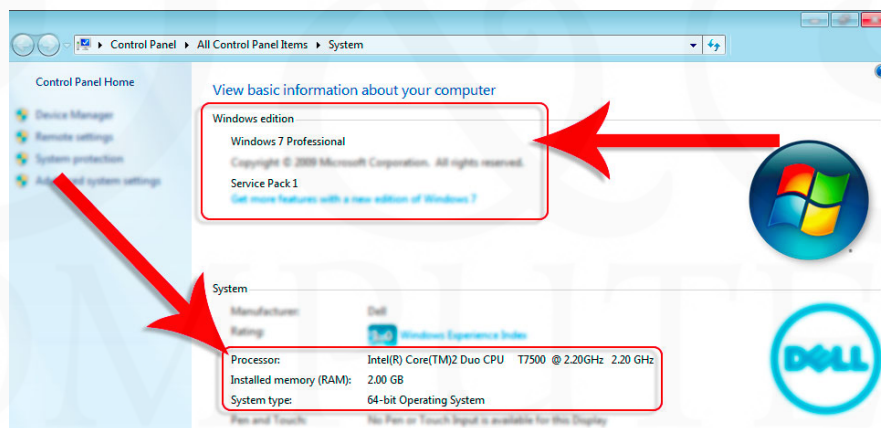 Control Panel ▸ All Control Panel Items ▸ System
Control Panel Home
Device Manager
Remote settings
System protection
system settings
View basic information about your computer
Windows edition
Windows 7 Professional
Copyright © 2009 Microsoft Corporation. All rights reserved.
Service Pack 1
Get more features with a new edition of Windows 7
System
Manufacturer: Dell
Rating: Windows Experience Index
Processor: Intel(R) Core(TM)2 Duo CPU T7500 @ 2.20GHz 2.20 GHz
Installed memory (RAM): 2.00 GB
System type: 64-bit Operating System
Pen and Touch: No Pen or Touch Input is available for this Display
DELL